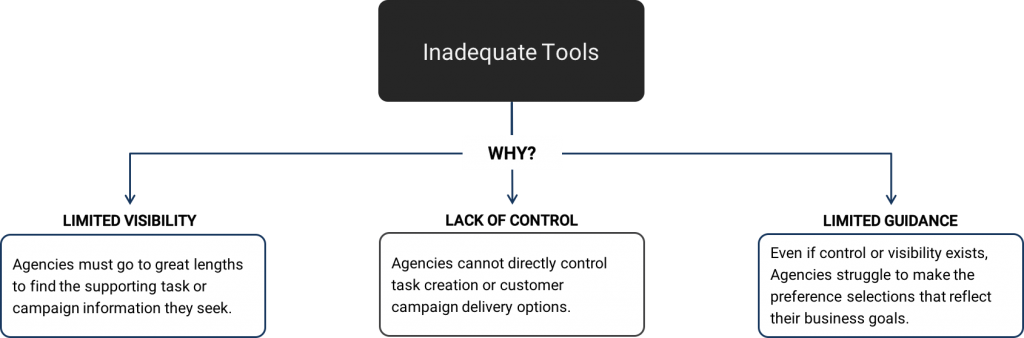 Inadequate Tools
WHY?
LIMITED VISIBILITY
Agencies must go to great lengths
to find the supporting task or
campaign information they seek.
LACK OF CONTROL
Agencies cannot directly control
task creation or customer
campaign delivery options.
LIMITED GUIDANCE
Even if control or visibility exists,
Agencies struggle to make the
preference selections that reflect
their business goals.